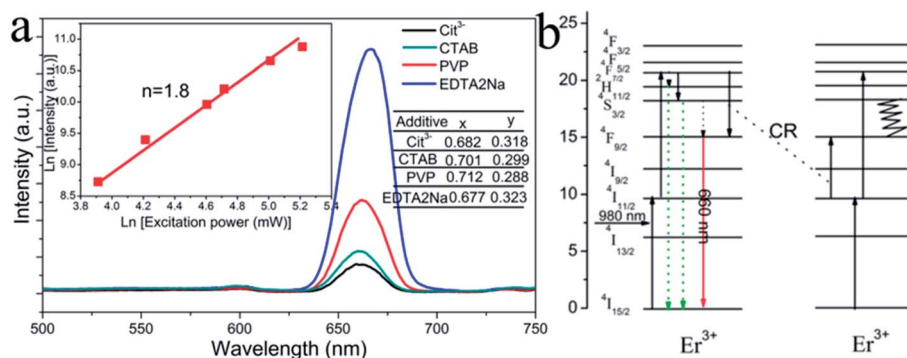 a
Cit3-
CTAB
PVP
EDTA2Na
n=1.8
Ln [Intensity (a.u.)]
11.0
10.5
10.0
9.5
9.0
8.5
3.8 4.0 4.2 4.4 4.6 4.8 5.0 5.2 5.4
Ln [Excitation power (mW)]
Additive x y
Cit3- 0.682 0.318
CTAB 0.701 0.299
PVP 0.712 0.288
EDTA2Na 0.677 0.323
Intensity (a.u.)
500 550 600 650 700 750
Wavelength (nm)
b
25
20
15
10
5
0
4F3/2
4F5/2
4F7/2
2H11/2
4S3/2
4F9/2
4I9/2
4I11/2
980 nm
4I13/2
4I15/2
660 nm
CR
Er3+
Er3+